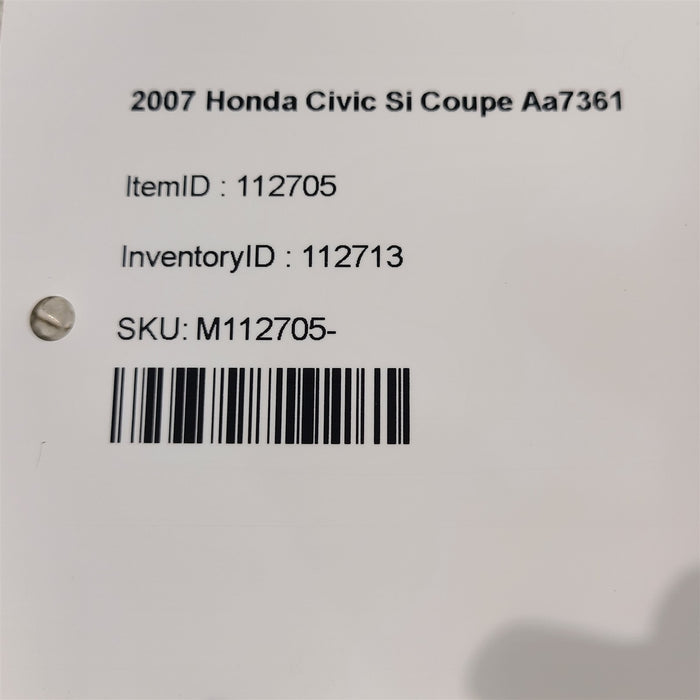 2007 Honda Civic Si Coupe Aa7361
ItemID : 112705
InventoryID : 112713
SKU: M112705-